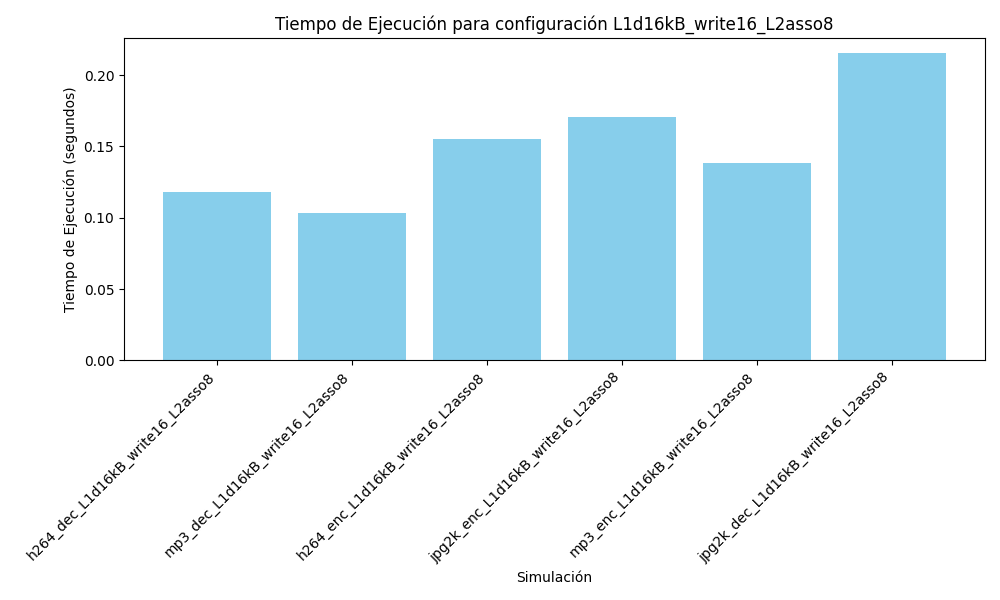 Tiempo de Ejecución para configuración L1d16kB_write16_L2asso8
Tiempo de Ejecución (segundos)
0.20
0.15
0.10
0.05
0.00
h264_dec_L1d16kB_write16_L2asso8
mp3_dec_L1d16kB_write16_L2asso8
h264_enc_L1d16kB_write16_L2asso8
jpg2k_enc_L1d16kB_write16_L2asso8
mp3_enc_L1d16kB_write16_L2asso8
jpg2k_dec_L1d16kB_write16_L2asso8
Simulación